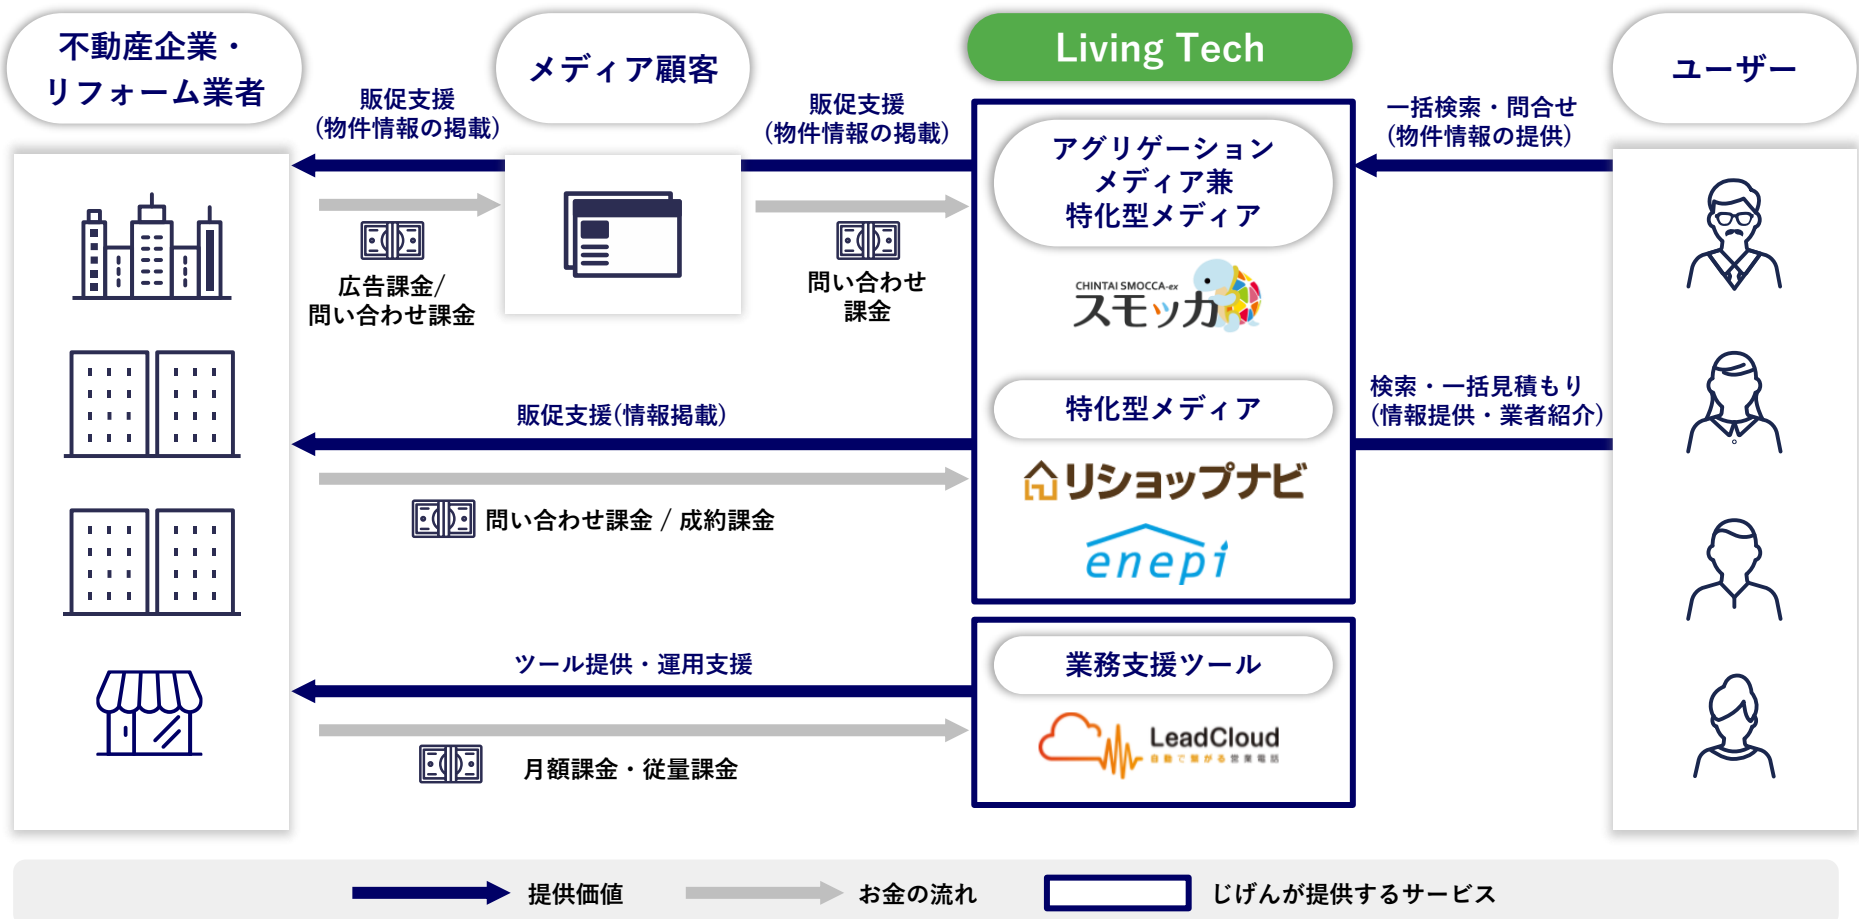 不動産企業・
リフォーム業者
メディア顧客
Living Tech
ユーザー
販促支援
(物件情報の掲載)
販促支援
(物件情報の掲載)
一括検索・問合せ
(物件情報の提供)
広告課金/
問い合わせ課金
問い合わせ
課金
アグリゲーション
メディア兼
特化型メディア
CHINTAI SMOCCA-ex
スモッカ
販促支援(情報掲載)
問い合わせ課金 / 成約課金
特化型メディア
リショップナビ
enepi
検索・一括見積もり
(情報提供・業者紹介)
ツール提供・運用支援
月額課金・従量課金
業務支援ツール
LeadCloud
自動で繋がる営業電話
提供価値
お金の流れ
じげんが提供するサービス